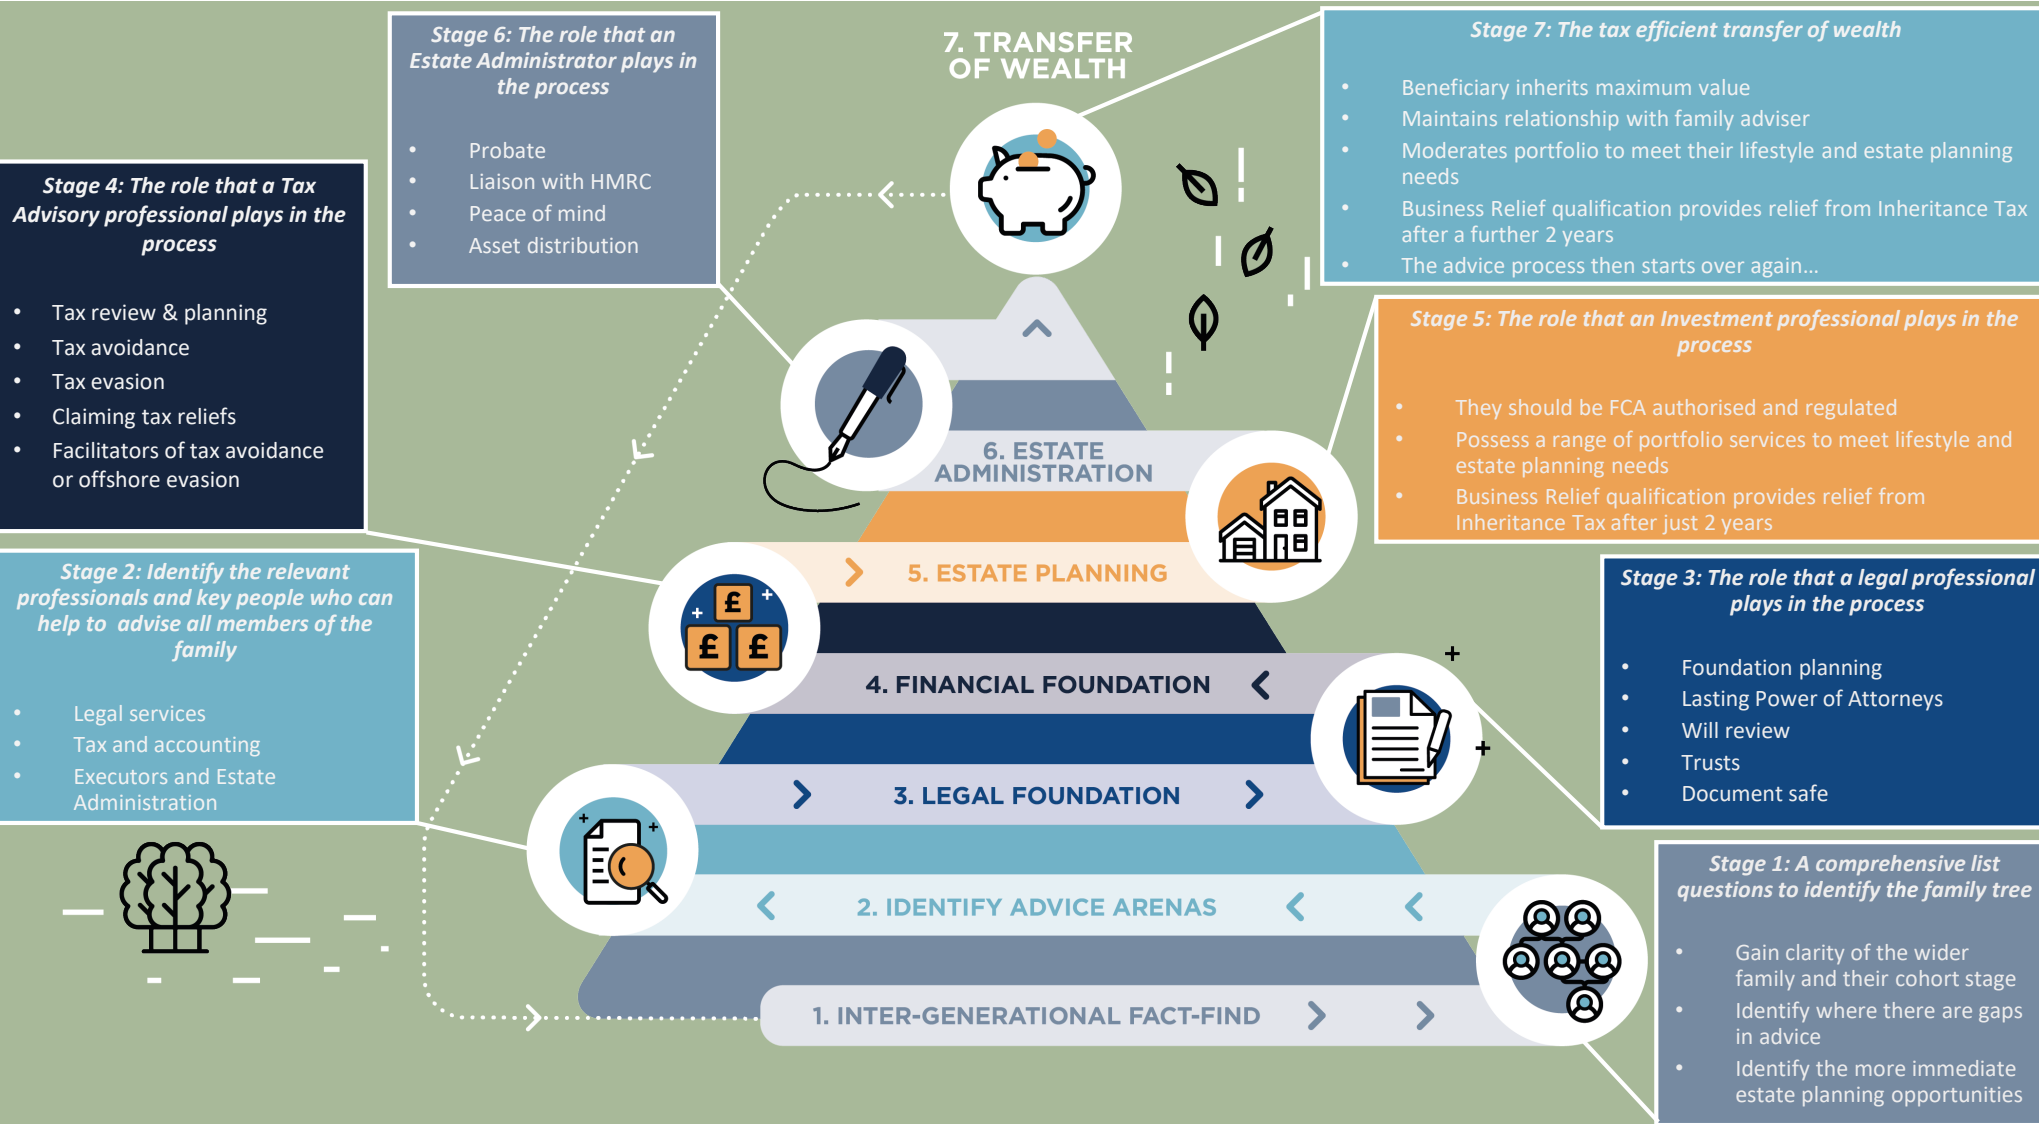 Stage 6: The role that an
Estate Administrator plays in
the process
• Probate
• Liaison with HMRC
• Peace of mind
• Asset distribution
7. TRANSFER
OF WEALTH
Stage 7: The tax efficient transfer of wealth
• Beneficiary inherits maximum value
• Maintains relationship with family adviser
• Moderates portfolio to meet their lifestyle and estate planning
needs
• Business Relief qualification provides relief from Inheritance Tax
after a further 2 years
• The advice process then starts over again...
Stage 4: The role that a Tax
Advisory professional plays in the
process
• Tax review & planning
• Tax avoidance
• Tax evasion
• Claiming tax reliefs
• Facilitators of tax avoidance
or offshore evasion
Stage 5: The role that an Investment professional plays in the
process
• They should be FCA authorised and regulated
• Possess a range of portfolio services to meet lifestyle and
estate planning needs
• Business Relief qualification provides relief from
Inheritance Tax after just 2 years
6. ESTATE
ADMINISTRATION
5. ESTATE PLANNING
£
£ £
4. FINANCIAL FOUNDATION
3. LEGAL FOUNDATION
2. IDENTIFY ADVICE ARENAS
1. INTER-GENERATIONAL FACT-FIND
Stage 2: Identify the relevant
professionals and key people who can
help to advise all members of the
family
• Legal services
• Tax and accounting
• Executors and Estate
Administration
Stage 3: The role that a legal professional
plays in the process
• Foundation planning
• Lasting Power of Attorneys
• Will review
• Trusts
• Document safe
Stage 1: A comprehensive list
questions to identify the family tree
• Gain clarity of the wider
family and their cohort stage
• Identify where there are gaps
in advice
• Identify the more immediate
estate planning opportunities